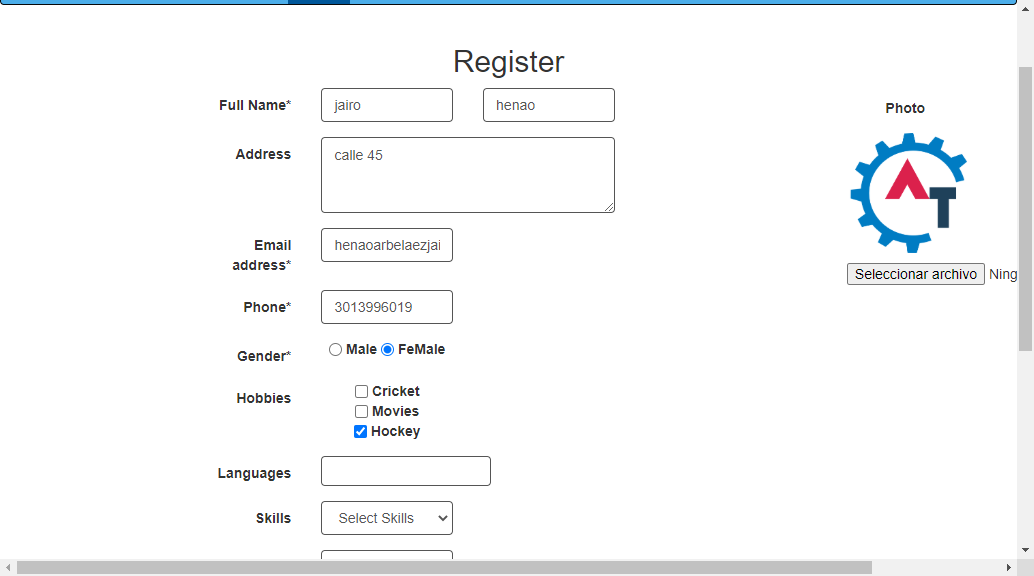 Register
Full Name* jairo henao
Photo
Address calle 45
AT
Email address* henaoarbelaezjai
Seleccionar archivo Ning
Phone* 3013996019
Gender* Male FeMale
Hobbies Cricket
Movies
Hockey
Languages
Skills Select Skills